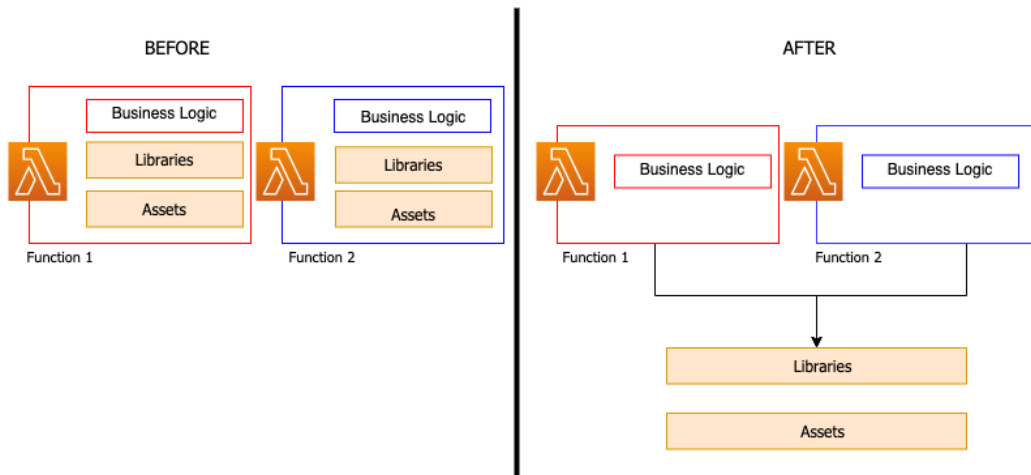 BEFORE
Business Logic
Libraries
Assets
Function 1
Business Logic
Libraries
Assets
Function 2
AFTER
Business Logic
Function 1
Business Logic
Function 2
Libraries
Assets